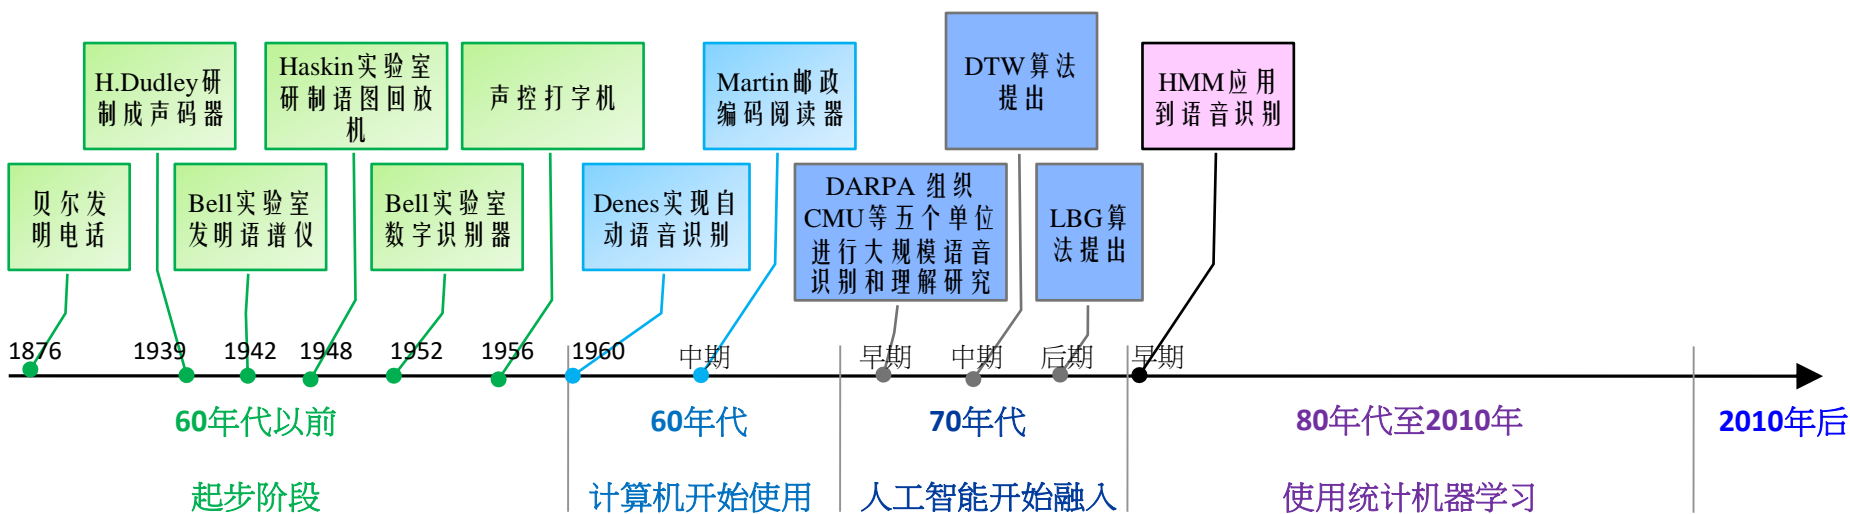 H.Dudley研
制成声码器
Haskin实验室
研制语图回放
机
声控打字机
Martin邮政
编码阅读器
DTW算法
提出
HMM应用
到语音识别
贝尔发
明电话
Bell实验室
发明语谱仪
Bell实验室
数字识别器
Denes实现自
动语音识别
DARPA 组织
CMU等五个单位
进行大规模语音
识别和理解研究
LBG算
法提出
1876 1939 1942 1948 1952 1956 1960 中期 早期 中期 后期 早期
60年代以前 60年代 70年代 80年代至2010年 2010年后
起步阶段 计算机开始使用 人工智能开始融入 使用统计机器学习